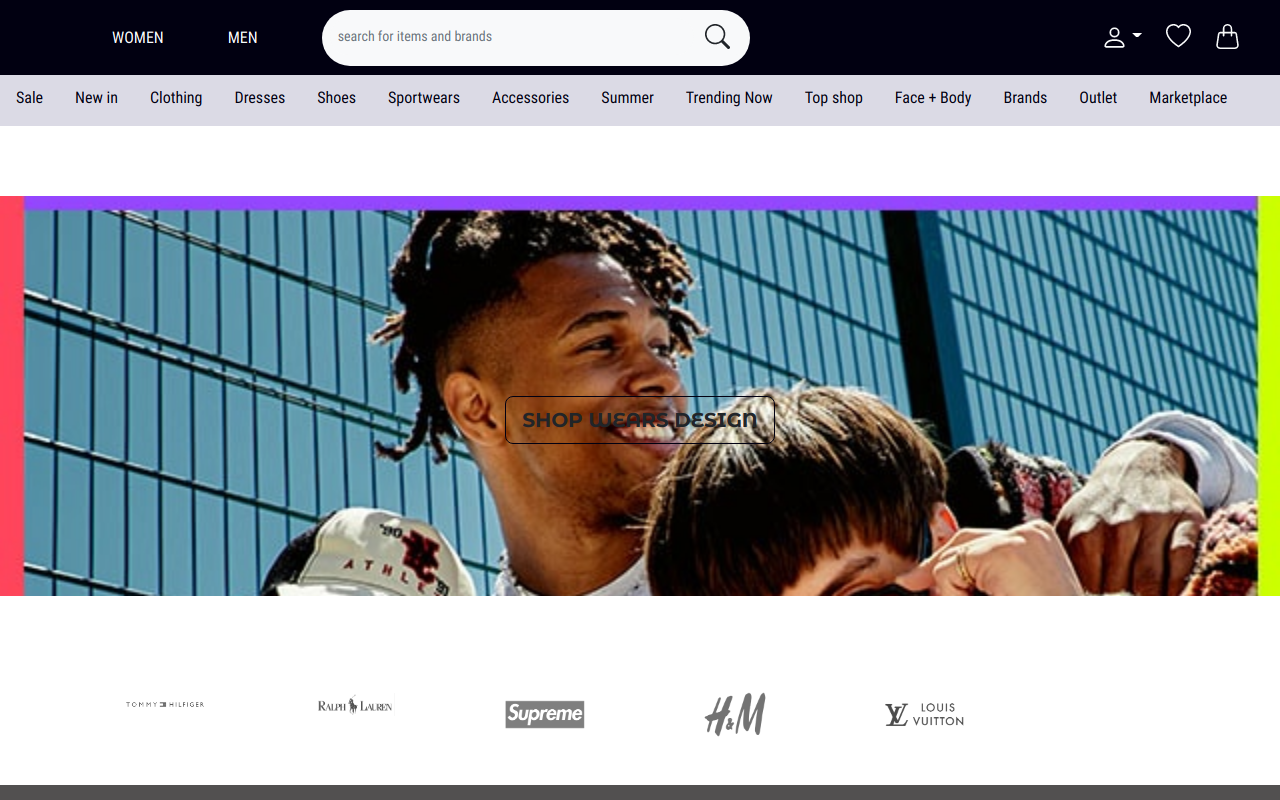 WOMEN MEN search for items and brands
Sale New in Clothing Dresses Shoes Sportwears Accessories Summer Trending Now Top shop Face + Body Brands Outlet Marketplace
SHOP WEARS DESIGN
'90
ATHLE
TOMMY HILFIGER RALPH LAUREN Supreme H&M LV LOUIS VUITTON